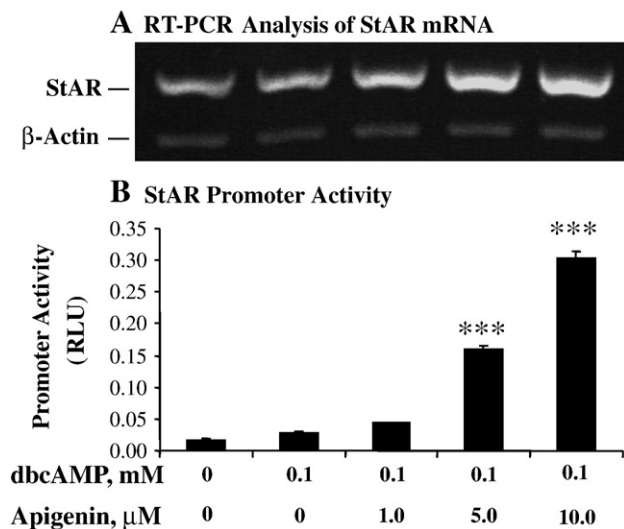 A RT-PCR Analysis of StAR mRNA
StAR
β-Actin
B StAR Promoter Activity
Promoter Activity
(RLU)
0.35
0.30
0.25
0.20
0.15
0.10
0.05
0.00
***
***
dbcAMP, mM 0 0.1 0.1 0.1 0.1
Apigenin, μM 0 0 1.0 5.0 10.0